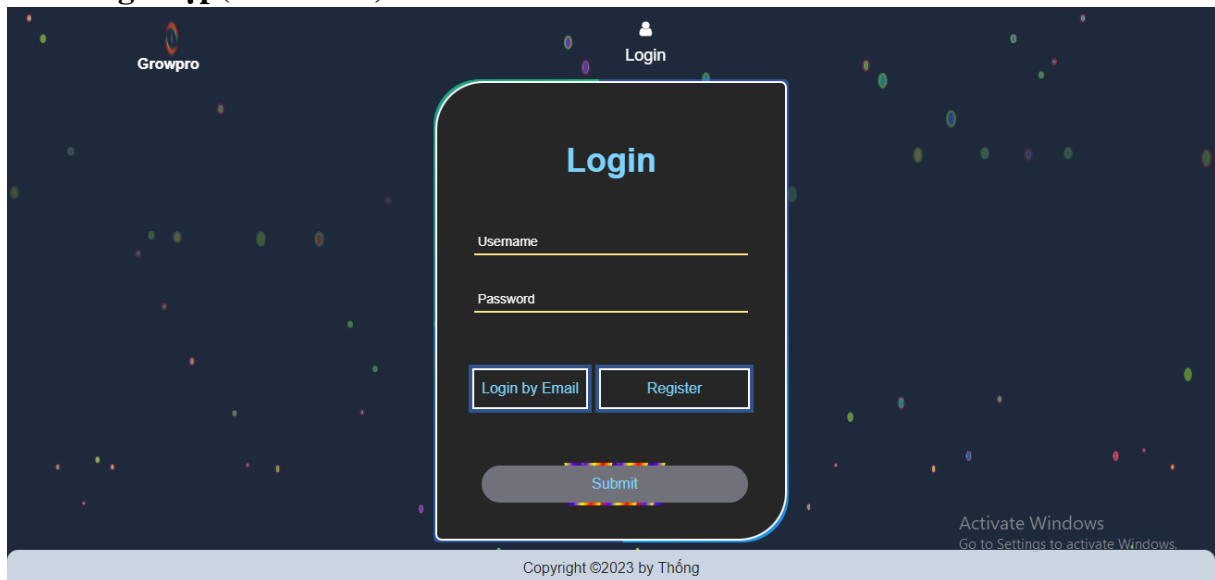 Login
Growpro
Login
Username
Password
Login by Email
Register
Submit
Activate Windows
Go to Settings to activate Windows.
Copyright ©2023 by Thống